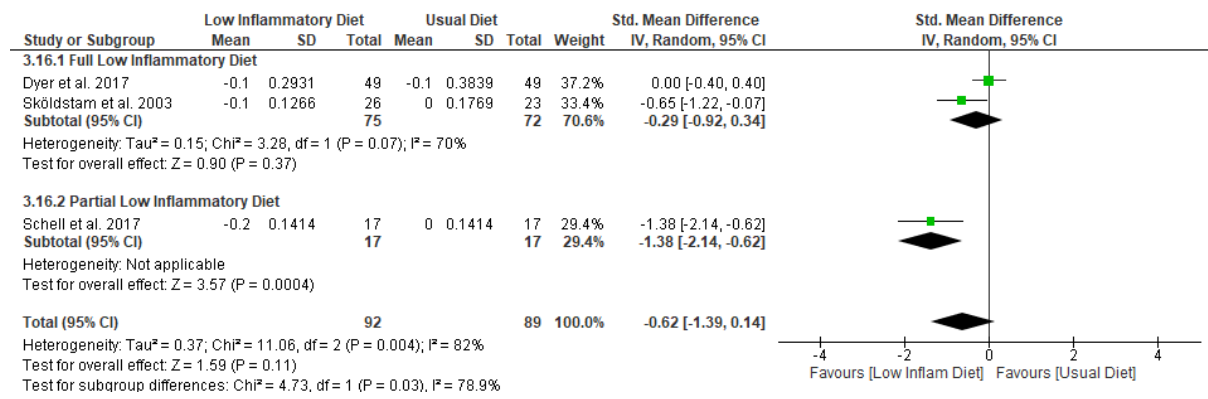 Low Inflammatory Diet Usual Diet Std. Mean Difference Std. Mean Difference
Study or Subgroup Mean SD Total Mean SD Total Weight IV, Random, 95% CI IV, Random, 95% CI
3.16.1 Full Low Inflammatory Diet
Dyer et al. 2017 -0.1 0.2931 49 -0.1 0.3839 49 37.2% 0.00 [-0.40, 0.40]
Sköldstam et al. 2003 -0.1 0.1266 26 0 0.1769 23 33.4% -0.65 [-1.22, -0.07]
Subtotal (95% CI) 75 72 70.6% -0.29 [-0.92, 0.34]
Heterogeneity: Tau² = 0.15; Chi² = 3.28, df = 1 (P = 0.07); I² = 70%
Test for overall effect: Z = 0.90 (P = 0.37)
3.16.2 Partial Low Inflammatory Diet
Schell et al. 2017 -0.2 0.1414 17 0 0.1414 17 29.4% -1.38 [-2.14, -0.62]
Subtotal (95% CI) 17 17 29.4% -1.38 [-2.14, -0.62]
Heterogeneity: Not applicable
Test for overall effect: Z = 3.57 (P = 0.0004)
Total (95% CI) 92 89 100.0% -0.62 [-1.39, 0.14]
Heterogeneity: Tau² = 0.37; Chi² = 11.06, df = 2 (P = 0.004); I² = 82%
Test for overall effect: Z = 1.59 (P = 0.11)
Test for subgroup differences: Chi² = 4.73, df = 1 (P = 0.03), I² = 78.9%
-4 -2 0 2 4
Favours [Low Inflam Diet] Favours [Usual Diet]